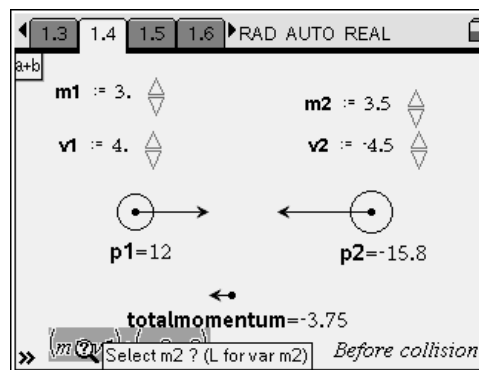 1.3 1.4 1.5 1.6 RAD AUTO REAL
a+b
m1 := 3.
m2 := 3.5
v1 := 4.
v2 := -4.5
p1=12
p2=-15.8
totalmomentum=-3.75
Select m2 ? (L for var m2)
Before collision